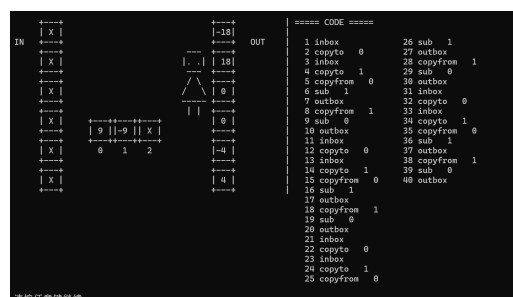 +---+ +---+ | ===== CODE =====
| X | |-18| |
IN +---+ +---+ OUT | 1 inbox 26 sub 1
+---+ --- +---+ | 2 copyto 0 27 outbox
| X | |. .| | 18| | 3 inbox 28 copyfrom 1
+---+ --- +---+ | 4 copyto 1 29 sub 0
+---+ / \ +---+ | 5 copyfrom 0 30 outbox
| X | / \ | 0 | | 6 sub 1 31 inbox
+---+ ----- +---+ | 7 outbox 32 copyto 0
+---+ | | +---+ | 8 copyfrom 1 33 inbox
| X | +---++---++---+ | 0 | | 9 sub 0 34 copyto 1
+---+ | 9 ||-9 || X | +---+ | 10 outbox 35 copyfrom 0
+---+ +---++---++---+ +---+ | 11 inbox 36 sub 1
| X | 0 1 2 |-4 | | 12 copyto 0 37 outbox
+---+ +---+ | 13 inbox 38 copyfrom 1
+---+ +---+ | 14 copyto 1 39 sub 0
| X | | 4 | | 15 copyfrom 0 40 outbox
+---+ +---+ | 16 sub 1
17 outbox
18 copyfrom 1
19 sub 0
20 outbox
21 inbox
22 copyto 0
23 inbox
24 copyto 1
25 copyfrom 0